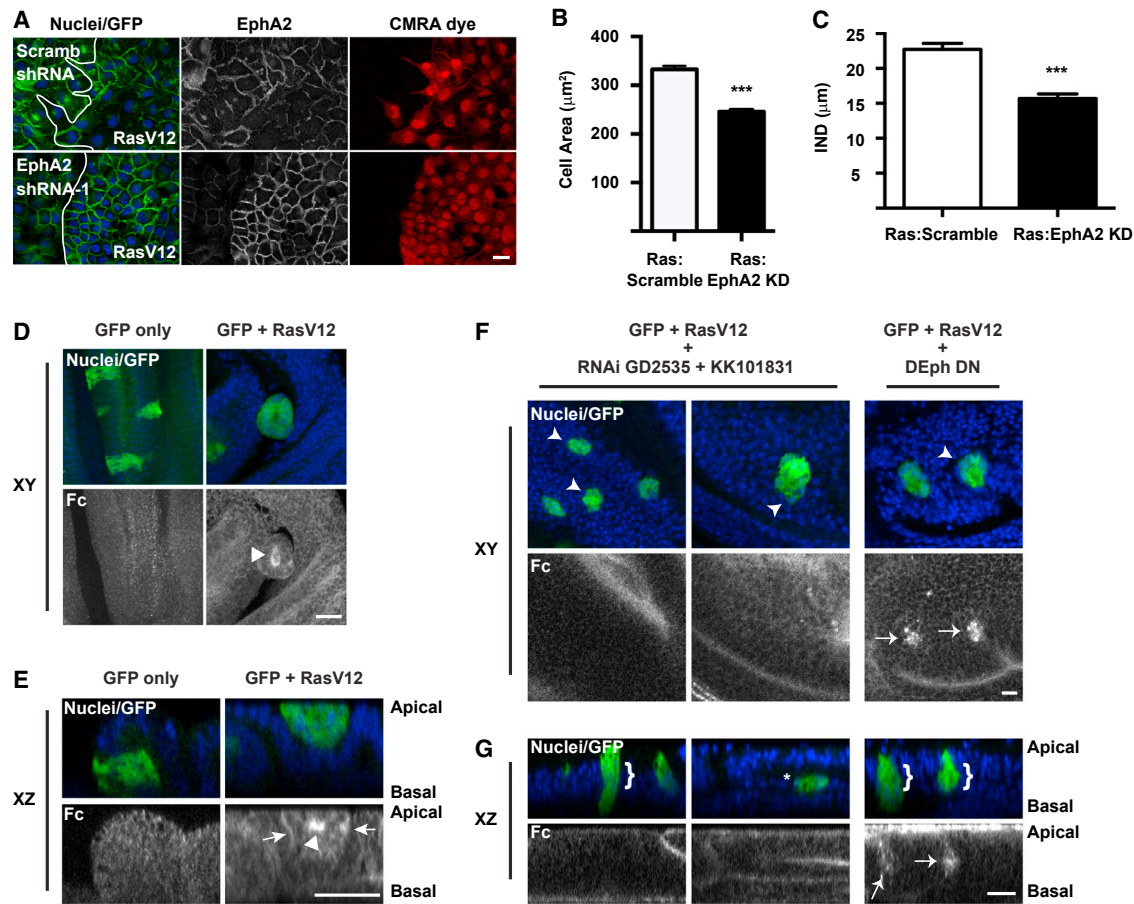 A
Nuclei/GFP
EphA2
CMRA dye
Scramb
shRNA
RasV12
EphA2
shRNA-1
RasV12
B
Cell Area (μm²)
400
300
200
100
***
Ras:
Scramble
Ras:
EphA2 KD
C
IND (μm)
25
20
15
10
5
0
***
Ras:Scramble
Ras:EphA2 KD
D
GFP only
GFP + RasV12
XY
Nuclei/GFP
Fc
E
GFP only
GFP + RasV12
XZ
Nuclei/GFP
Apical
Basal
Fc
Apical
Basal
F
GFP + RasV12
+
RNAi GD2535 + KK101831
GFP + RasV12
+
DEph DN
XY
Nuclei/GFP
Fc
G
XZ
Nuclei/GFP
}
*
}
}
Apical
Basal
Fc
Apical
Basal